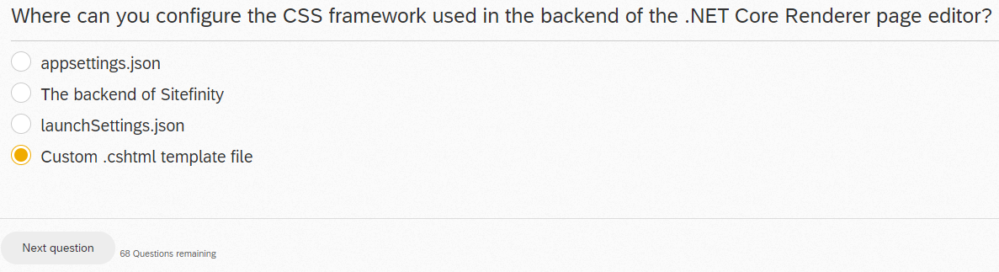 Where can you configure the CSS framework used in the backend of the .NET Core Renderer page editor?
appsettings.json
The backend of Sitefinity
launchSettings.json
Custom .cshtml template file
Next question
68 Questions remaining